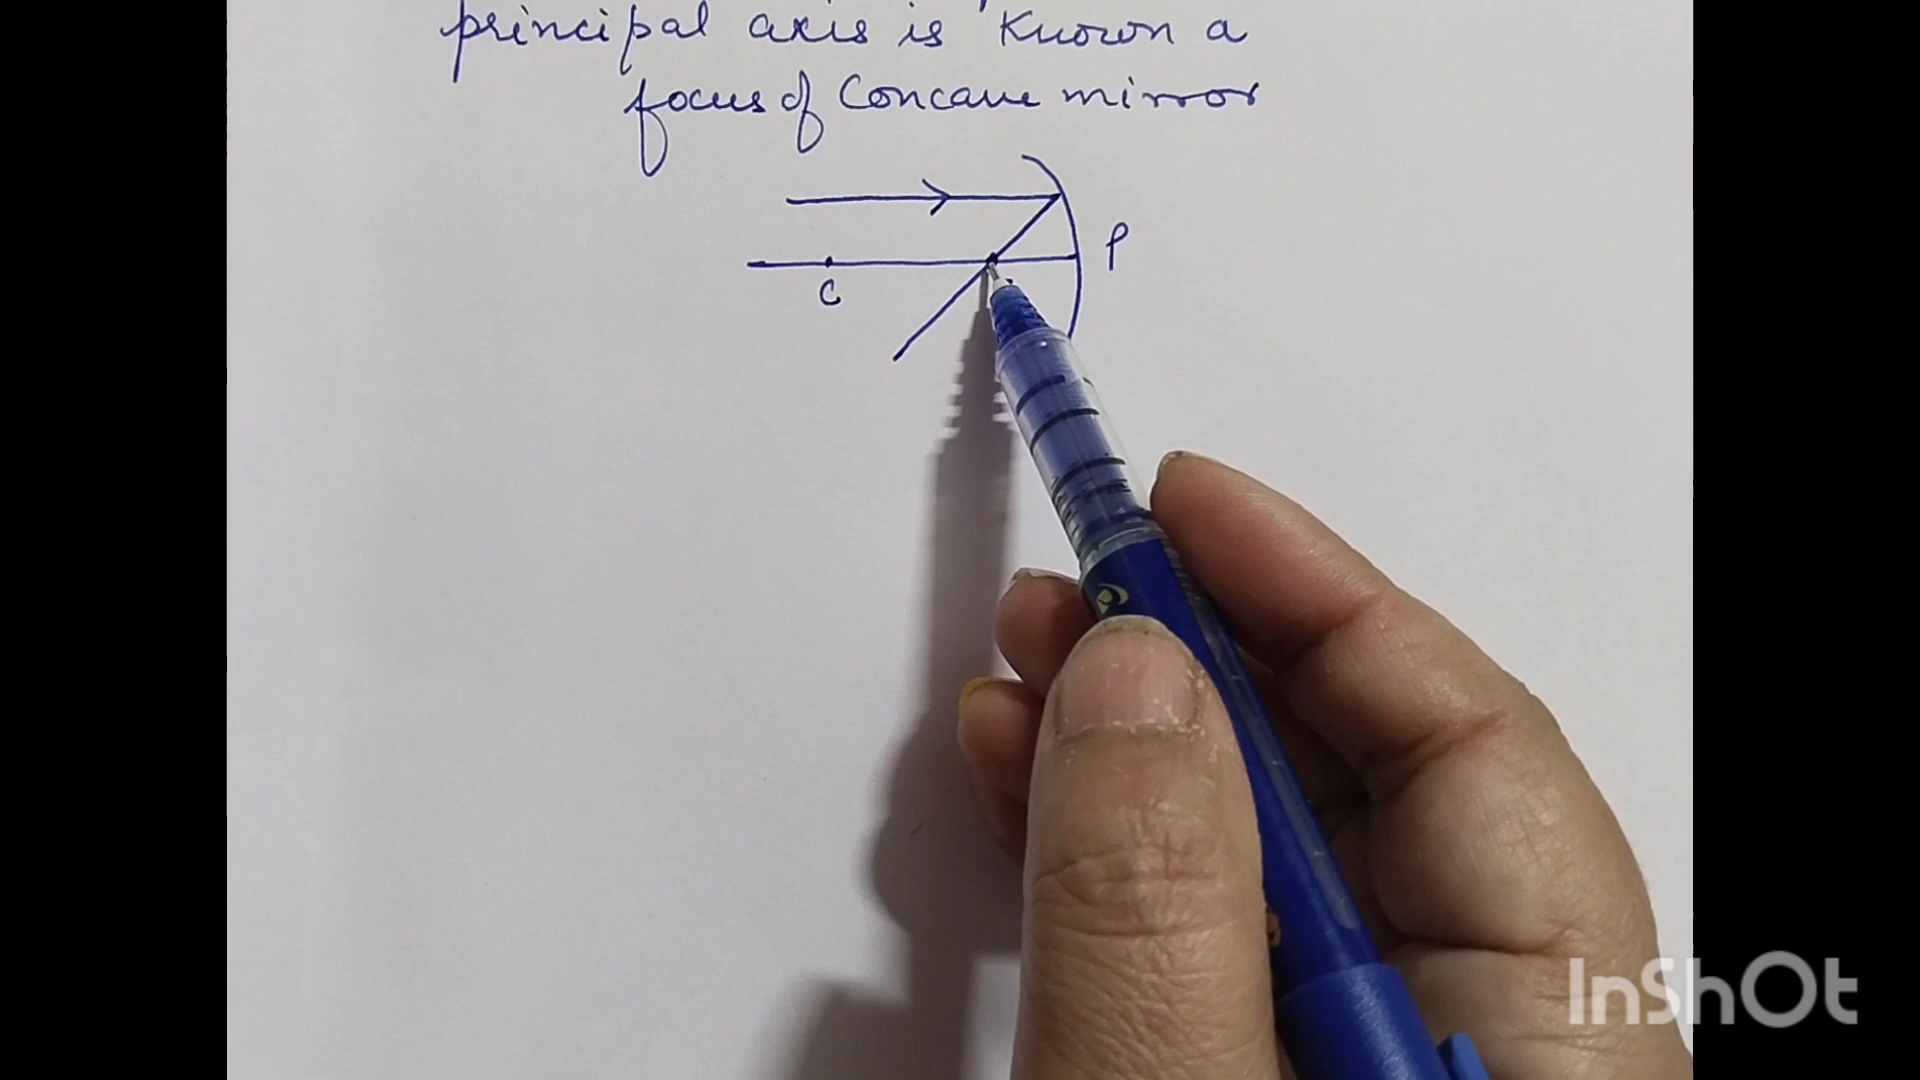 principal axis is known a
focus of Concave mirror
P
C
InShOt